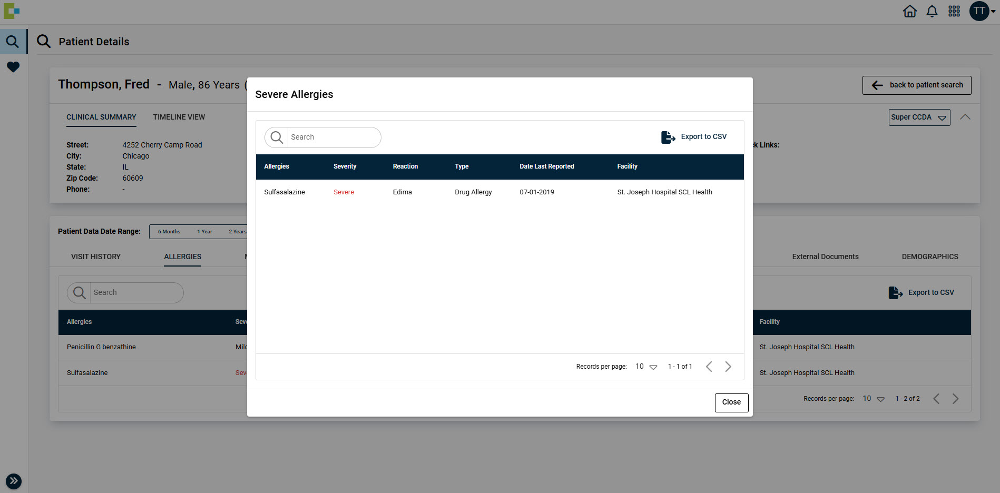 TT
Patient Details
Thompson, Fred - Male, 86 Years (
back to patient search
CLINICAL SUMMARY TIMELINE VIEW
Super CCDA
Street: 4252 Cherry Camp Road
City: Chicago
State: IL
Zip Code: 60609
Phone: -
k Links:
Severe Allergies
Search
Export to CSV
Allergies Severity Reaction Type Date Last Reported Facility
Sulfasalazine Severe Edima Drug Allergy 07-01-2019 St. Joseph Hospital SCL Health
Records per page: 10 1 - 1 of 1
Close
Patient Data Date Range: 6 Months 1 Year 2 Years
VISIT HISTORY ALLERGIES External Documents DEMOGRAPHICS
Search
Export to CSV
Allergies Seve Facility
Penicillin G benzathine Mild St. Joseph Hospital SCL Health
Sulfasalazine Sev St. Joseph Hospital SCL Health
Records per page: 10 1 - 2 of 2